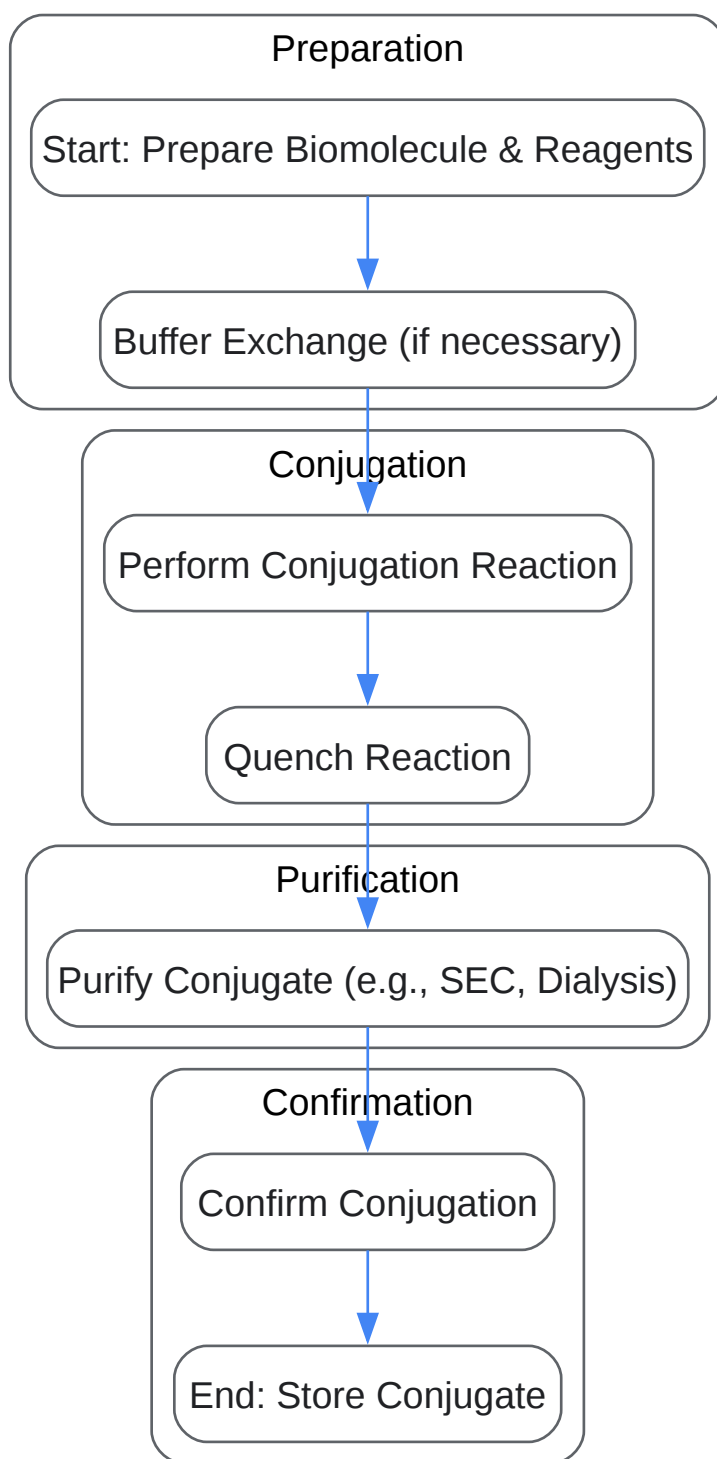 Preparation
Start: Prepare Biomolecule & Reagents
Buffer Exchange (if necessary)
Conjugation
Perform Conjugation Reaction
Quench Reaction
Purification
Purify Conjugate (e.g., SEC, Dialysis)
Confirmation
Confirm Conjugation
End: Store Conjugate